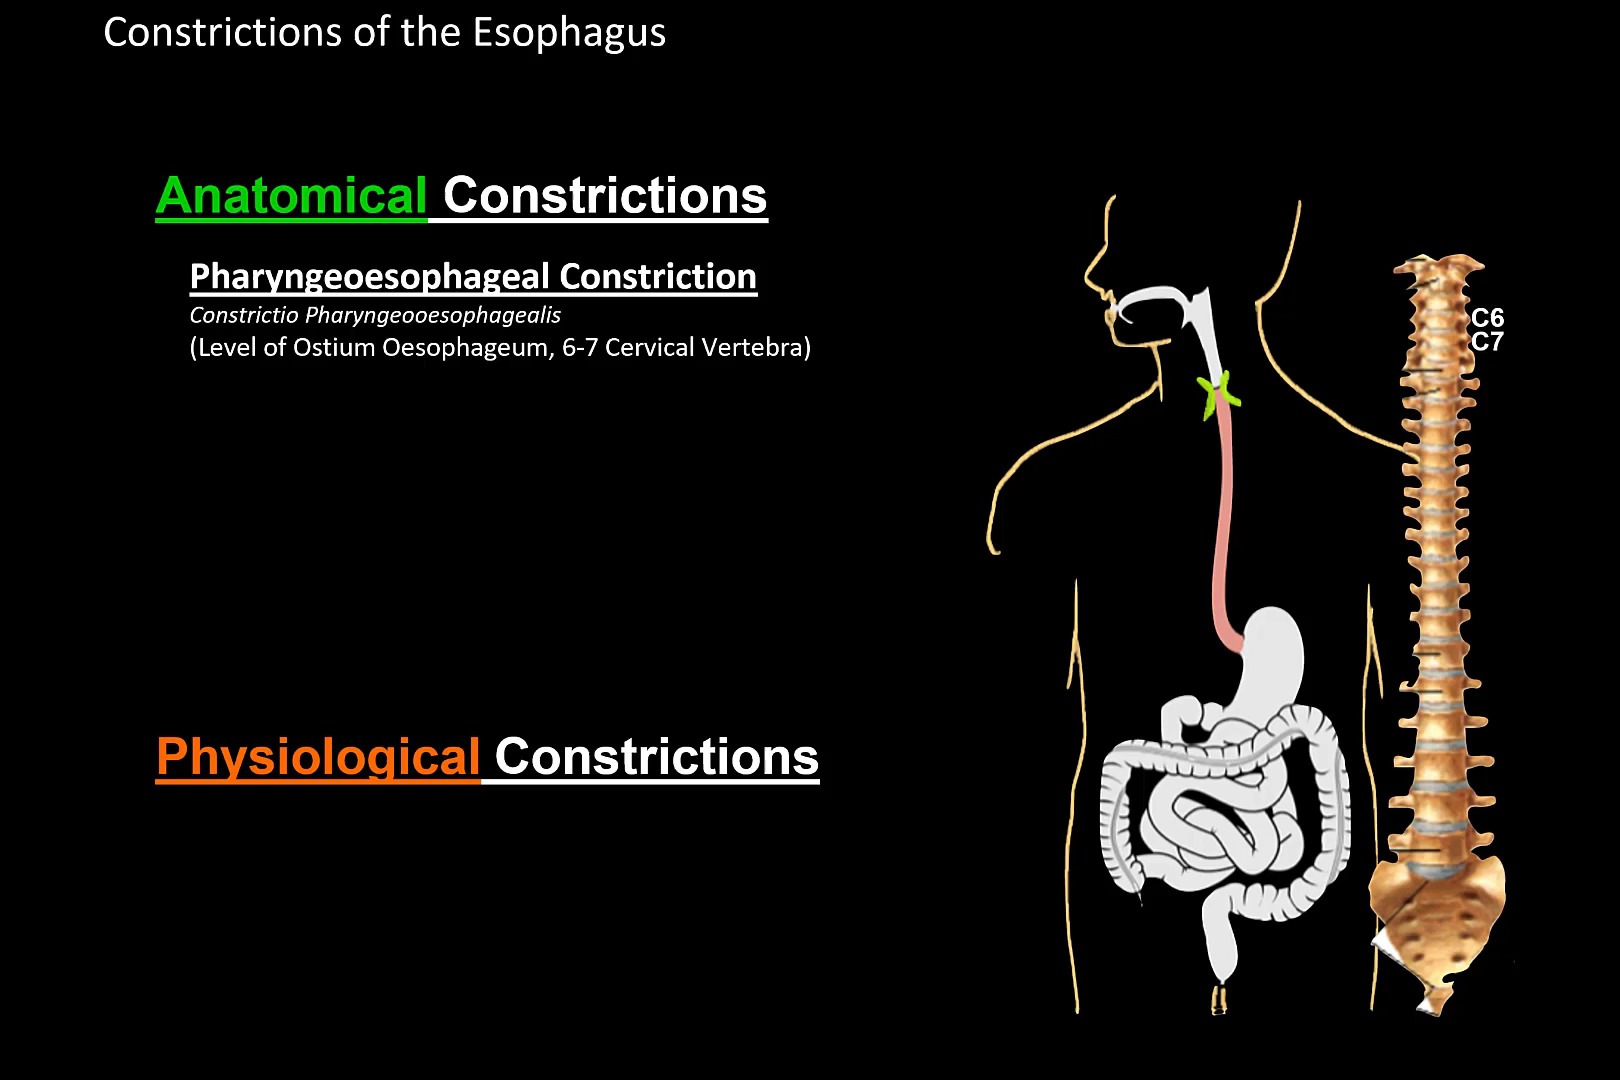 Constrictions of the Esophagus
Anatomical Constrictions
Pharyngeoesophageal Constriction
Constrictio Pharyngeooesophagealis
(Level of Ostium Oesophageum, 6-7 Cervical Vertebra)
C6
C7
Physiological Constrictions